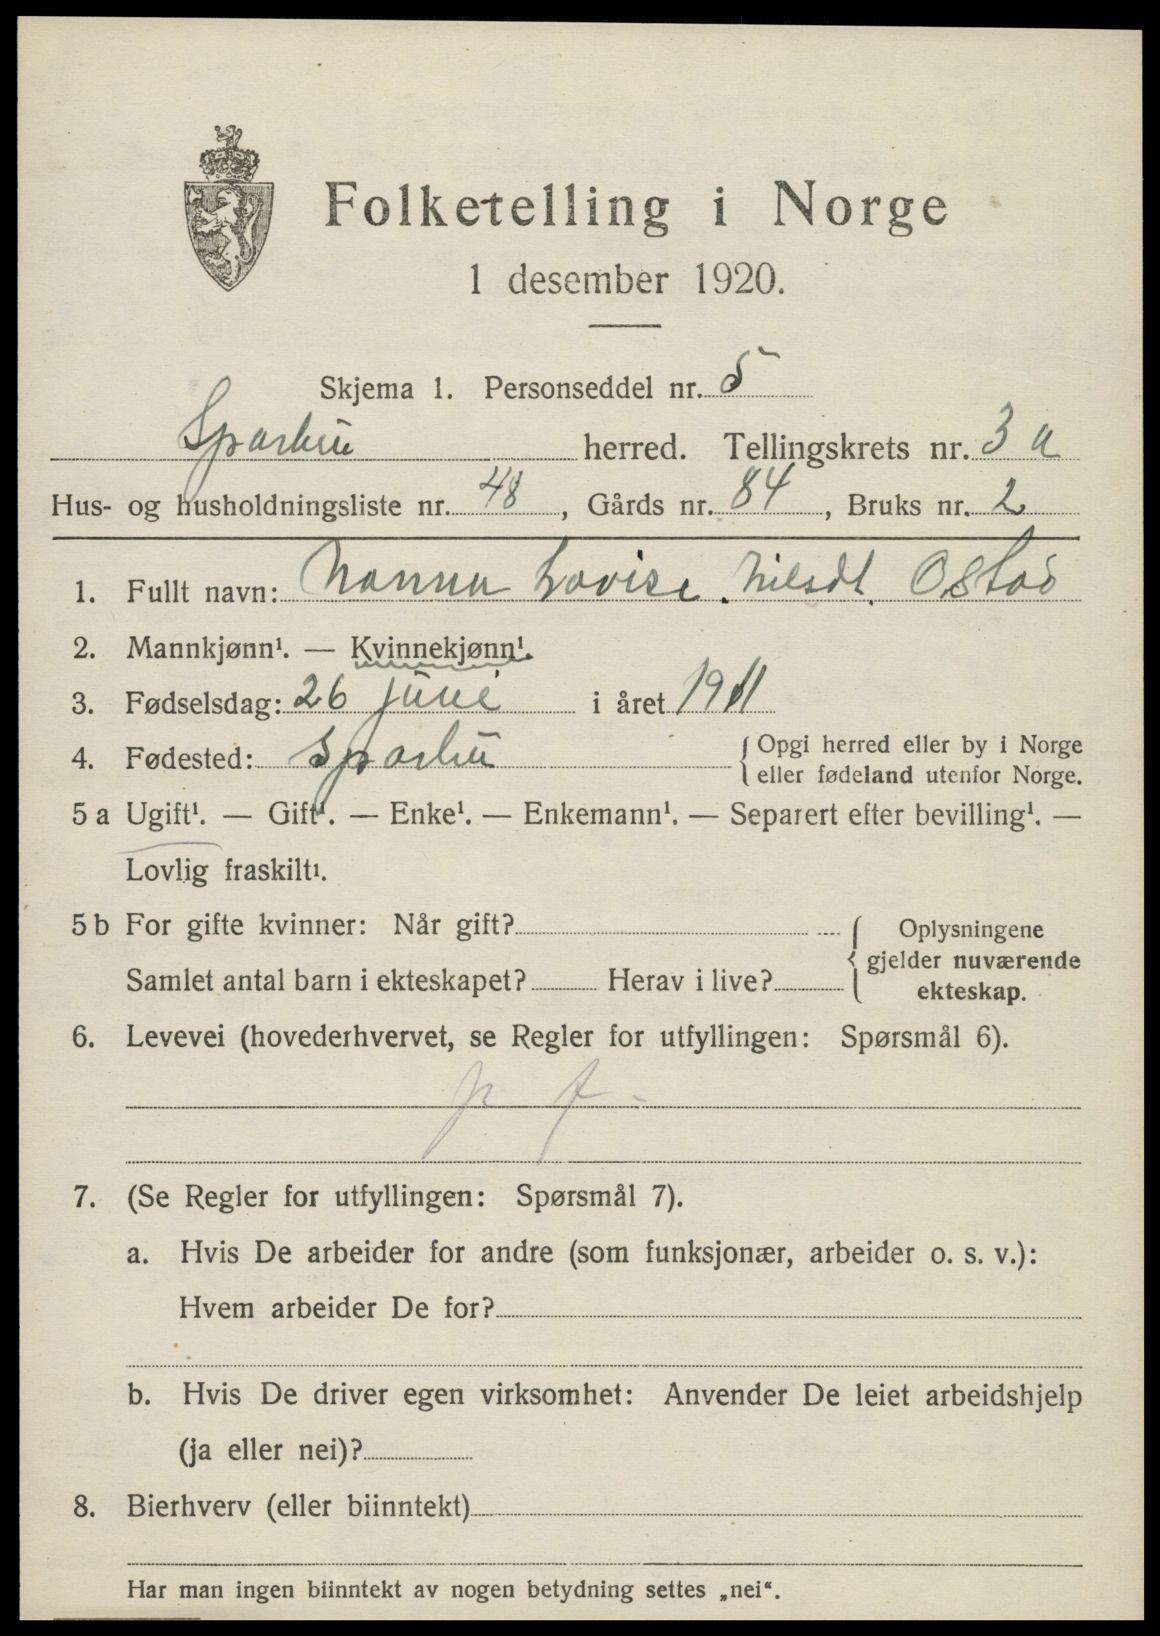 Folketelling i Norge
1 desember 1920.
Skjema 1. Personseddel nr. 5
Sparbu herred. Tellingskrets nr. 3 a
Hus- og husholdningsliste nr. 48, Gårds nr. 84, Bruks nr. 2
1. Fullt navn: Nanna Lovise. Nilsdt. Østås
2. Mannkjønn¹. — Kvinnekjønn¹.
3. Fødselsdag: 26 juni i året 1911
4. Fødested: Sparbu { Opgi herred eller by i Norge
eller fødeland utenfor Norge.
5 a Ugift¹. — Gift¹. — Enke¹. — Enkemann¹. — Separert efter bevilling¹. —
Lovlig fraskilt¹.
5 b For gifte kvinner: Når gift? { Oplysningene
gjelder nuværende
Samlet antal barn i ekteskapet? Herav i live?
ekteskap.
6. Levevei (hovederhvervet, se Regler for utfyllingen: Spørsmål 6).
7. (Se Regler for utfyllingen: Spørsmål 7).
a. Hvis De arbeider for andre (som funksjonær, arbeider o. s. v.):
Hvem arbeider De for?
b. Hvis De driver egen virksomhet: Anvender De leiet arbeidshjelp
(ja eller nei)?
8. Bierhverv (eller biinntekt)
Har man ingen biinntekt av nogen betydning settes „nei“.